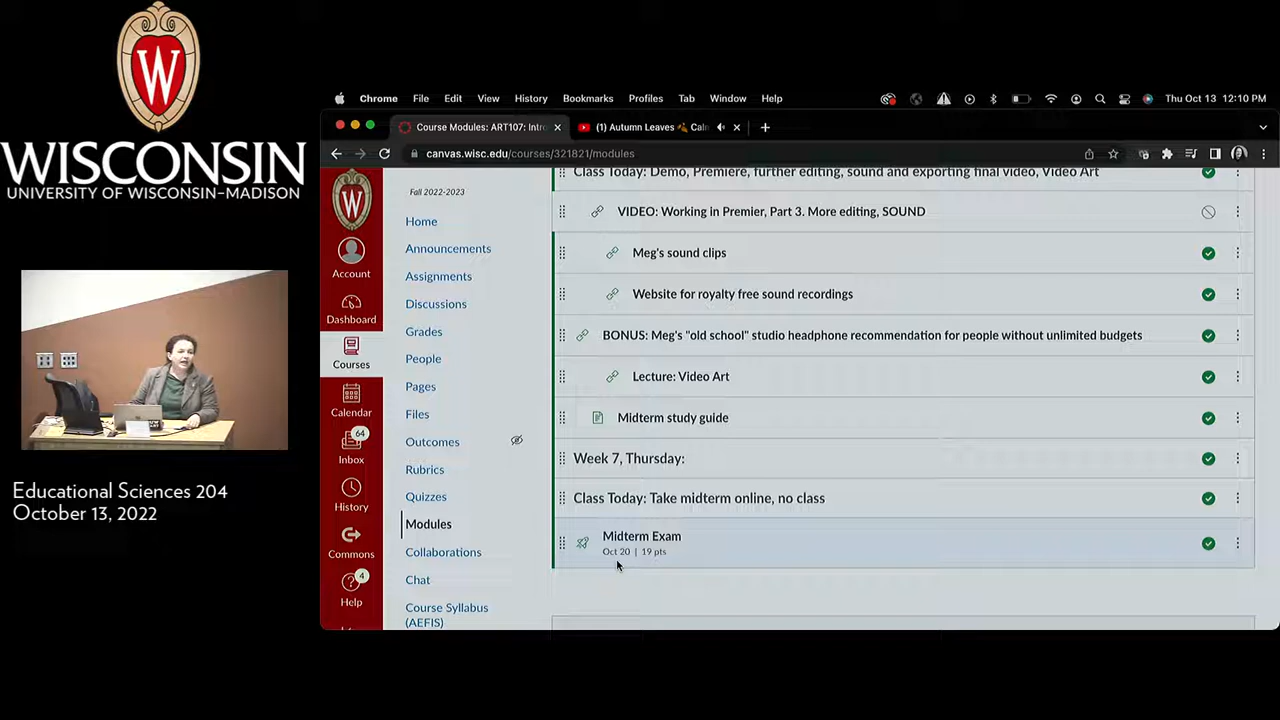 W
WISCONSIN
UNIVERSITY OF WISCONSIN–MADISON
Educational Sciences 204
October 13, 2022
Chrome File Edit View History Bookmarks Profiles Tab Window Help Thu Oct 13 12:10 PM
Course Modules: ART107: Intro (1) Autumn Leaves 🍂 Calm
canvas.wisc.edu/courses/321821/modules
Account
Dashboard
Courses
Calendar
64
Inbox
History
Commons
4
Help
Fall 2022-2023
Home
Announcements
Assignments
Discussions
Grades
People
Pages
Files
Outcomes
Rubrics
Quizzes
Modules
Collaborations
Chat
Course Syllabus
(AEFIS)
Class Today: Demo, Premiere, further editing, sound and exporting final video, Video Art
VIDEO: Working in Premier, Part 3. More editing, SOUND
Meg's sound clips
Website for royalty free sound recordings
BONUS: Meg's "old school" studio headphone recommendation for people without unlimited budgets
Lecture: Video Art
Midterm study guide
Week 7, Thursday:
Class Today: Take midterm online, no class
Midterm Exam
Oct 20 | 19 pts